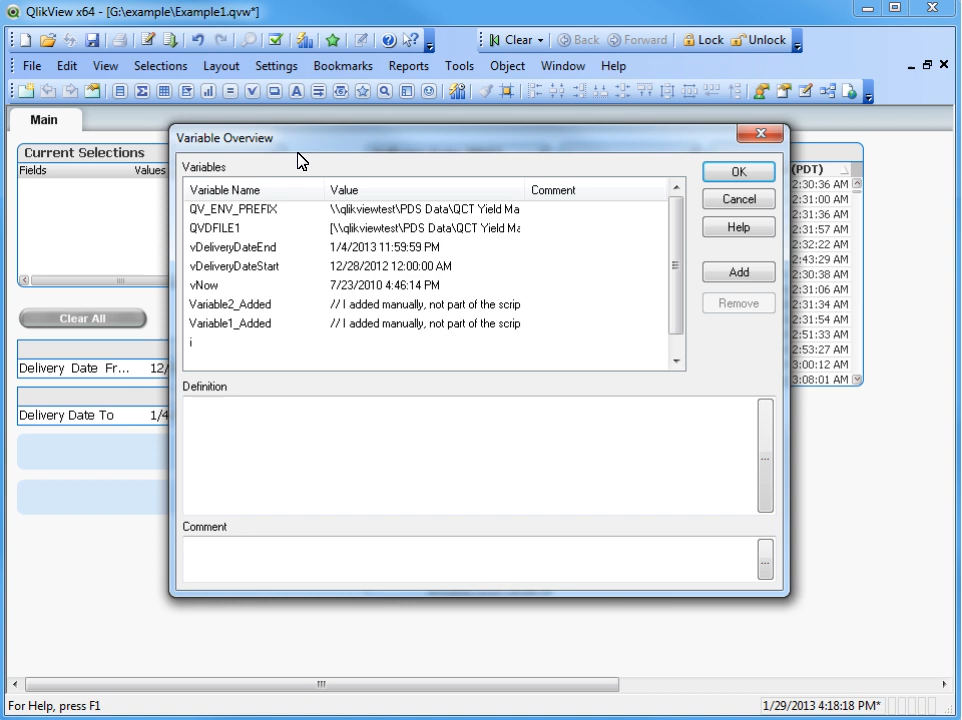 QlikView x64 - [G:\example\Example1.qvw*]
Clear Back Forward Lock Unlock
File Edit View Selections Layout Settings Bookmarks Reports Tools Object Window Help
Main
Current Selections
Fields Values
Clear All
Delivery Date Fr... 12/
Delivery Date To 1/4
Variable Overview
Variables
Variable Name Value Comment
QV_ENV_PREFIX \\qlikviewtest\PDS Data\QCT Yield Ma
QVDFILE1 [\\qlikviewtest\PDS Data\QCT Yield Ma
vDeliveryDateEnd 1/4/2013 11:59:59 PM
vDeliveryDateStart 12/28/2012 12:00:00 AM
vNow 7/23/2010 4:46:14 PM
Variable2_Added // I added manually, not part of the scrip
Variable1_Added // I added manually, not part of the scrip
i
OK
Cancel
Help
Add
Remove
Definition
...
Comment
...
(PDT)
2:30:36 AM
2:31:00 AM
2:31:36 AM
2:31:57 AM
2:32:22 AM
2:43:29 AM
2:30:38 AM
2:31:06 AM
2:31:34 AM
2:31:54 AM
2:51:33 AM
2:53:27 AM
3:00:12 AM
3:08:01 AM
For Help, press F1
1/29/2013 4:18:18 PM*